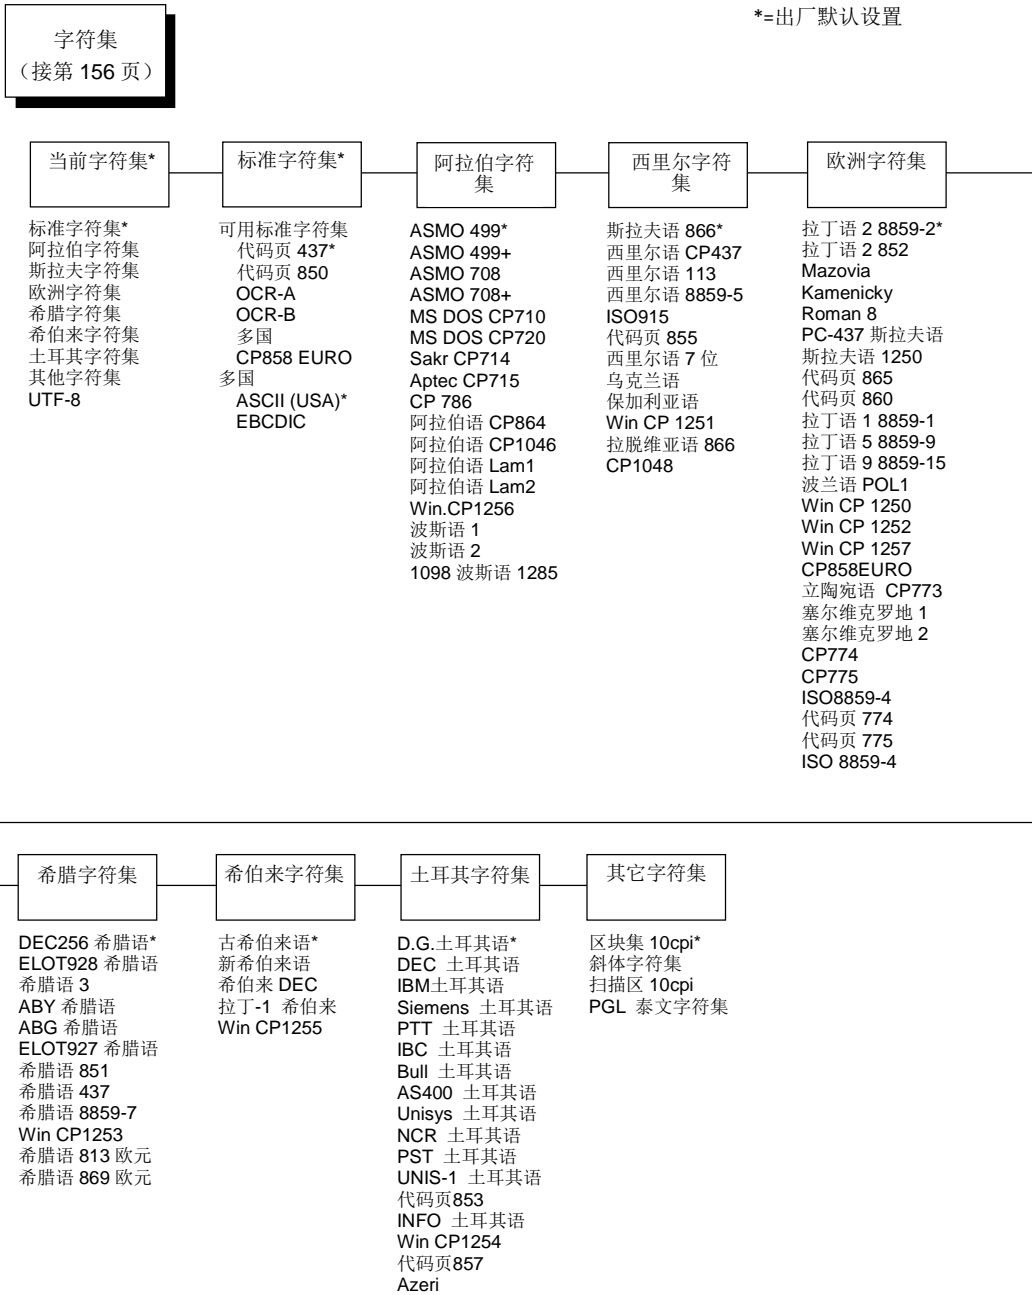 *=出厂默认设置
字符集
（接第 156 页）
当前字符集*
标准字符集*
阿拉伯字符集
斯拉夫字符集
欧洲字符集
希腊字符集
希伯来字符集
土耳其字符集
其他字符集
UTF-8
标准字符集*
可用标准字符集
代码页 437*
代码页 850
OCR-A
OCR-B
多国
CP858 EURO
多国
ASCII (USA)*
EBCDIC
阿拉伯字符
集
ASMO 499*
ASMO 499+
ASMO 708
ASMO 708+
MS DOS CP710
MS DOS CP720
Sakr CP714
Aptec CP715
CP 786
阿拉伯语 CP864
阿拉伯语 CP1046
阿拉伯语 Lam1
阿拉伯语 Lam2
Win.CP1256
波斯语 1
波斯语 2
1098 波斯语 1285
西里尔字符
集
斯拉夫语 866*
西里尔语 CP437
西里尔语 113
西里尔语 8859-5
ISO915
代码页 855
西里尔语 7 位
乌克兰语
保加利亚语
Win CP 1251
拉脱维亚语 866
CP1048
欧洲字符集
拉丁语 2 8859-2*
拉丁语 2 852
Mazovia
Kamenicky
Roman 8
PC-437 斯拉夫语
斯拉夫语 1250
代码页 865
代码页 860
拉丁语 1 8859-1
拉丁语 5 8859-9
拉丁语 9 8859-15
波兰语 POL1
Win CP 1250
Win CP 1252
Win CP 1257
CP858EURO
立陶宛语 CP773
塞尔维克罗地 1
塞尔维克罗地 2
CP774
CP775
ISO8859-4
代码页 774
代码页 775
ISO 8859-4
希腊字符集
DEC256 希腊语*
ELOT928 希腊语
希腊语 3
ABY 希腊语
ABG 希腊语
ELOT927 希腊语
希腊语 851
希腊语 437
希腊语 8859-7
Win CP1253
希腊语 813 欧元
希腊语 869 欧元
希伯来字符集
古希伯来语*
新希伯来语
希伯来 DEC
拉丁-1 希伯来
Win CP1255
土耳其字符集
D.G.土耳其语*
DEC 土耳其语
IBM土耳其语
Siemens 土耳其语
PTT 土耳其语
IBC 土耳其语
Bull 土耳其语
AS400 土耳其语
Unisys 土耳其语
NCR 土耳其语
PST 土耳其语
UNIS-1 土耳其语
代码页853
INFO 土耳其语
Win CP1254
代码页857
Azeri
其它字符集
区块集 10cpi*
斜体字符集
扫描区 10cpi
PGL 泰文字符集